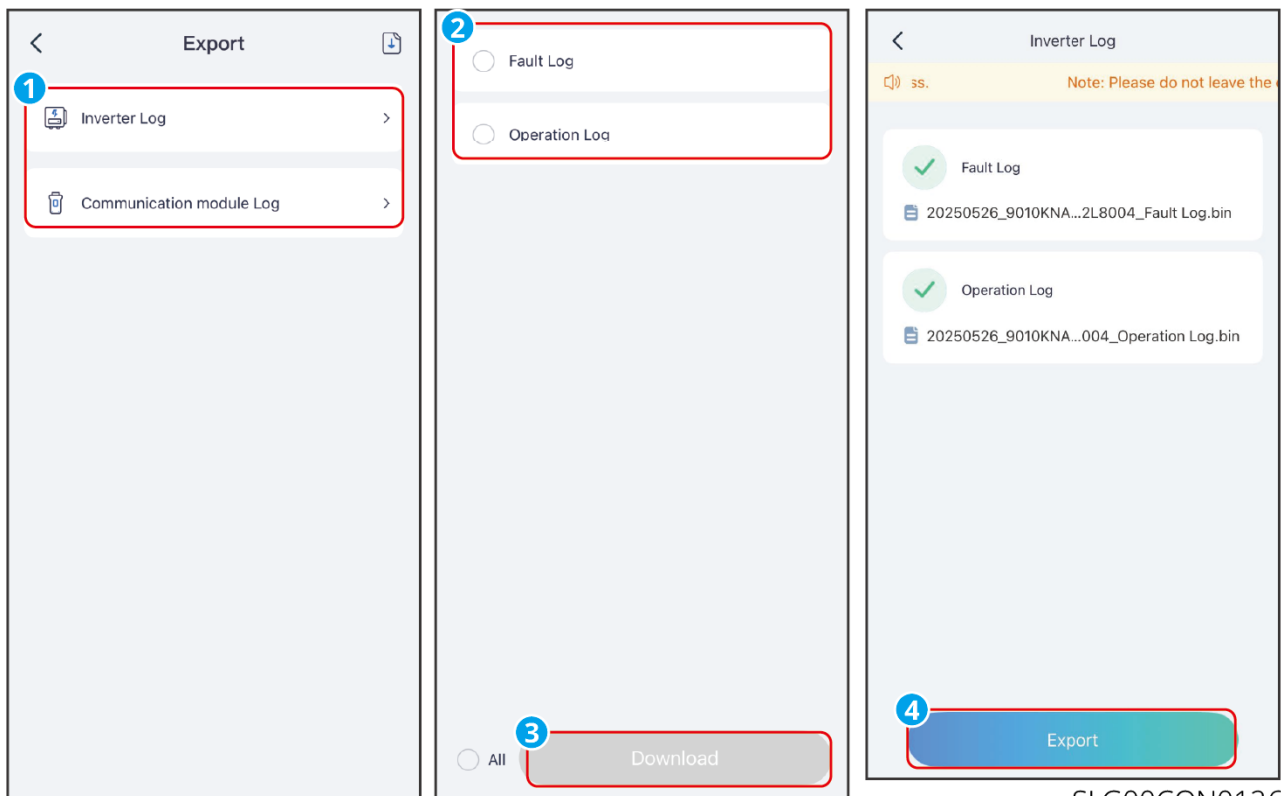 Export
1
Inverter Log
Communication module Log
2
Fault Log
Operation Log
3
All
Download
Inverter Log
ss. Note: Please do not leave the
Fault Log
20250526_9010KNA...2L8004_Fault Log.bin
Operation Log
20250526_9010KNA...004_Operation Log.bin
4
Export